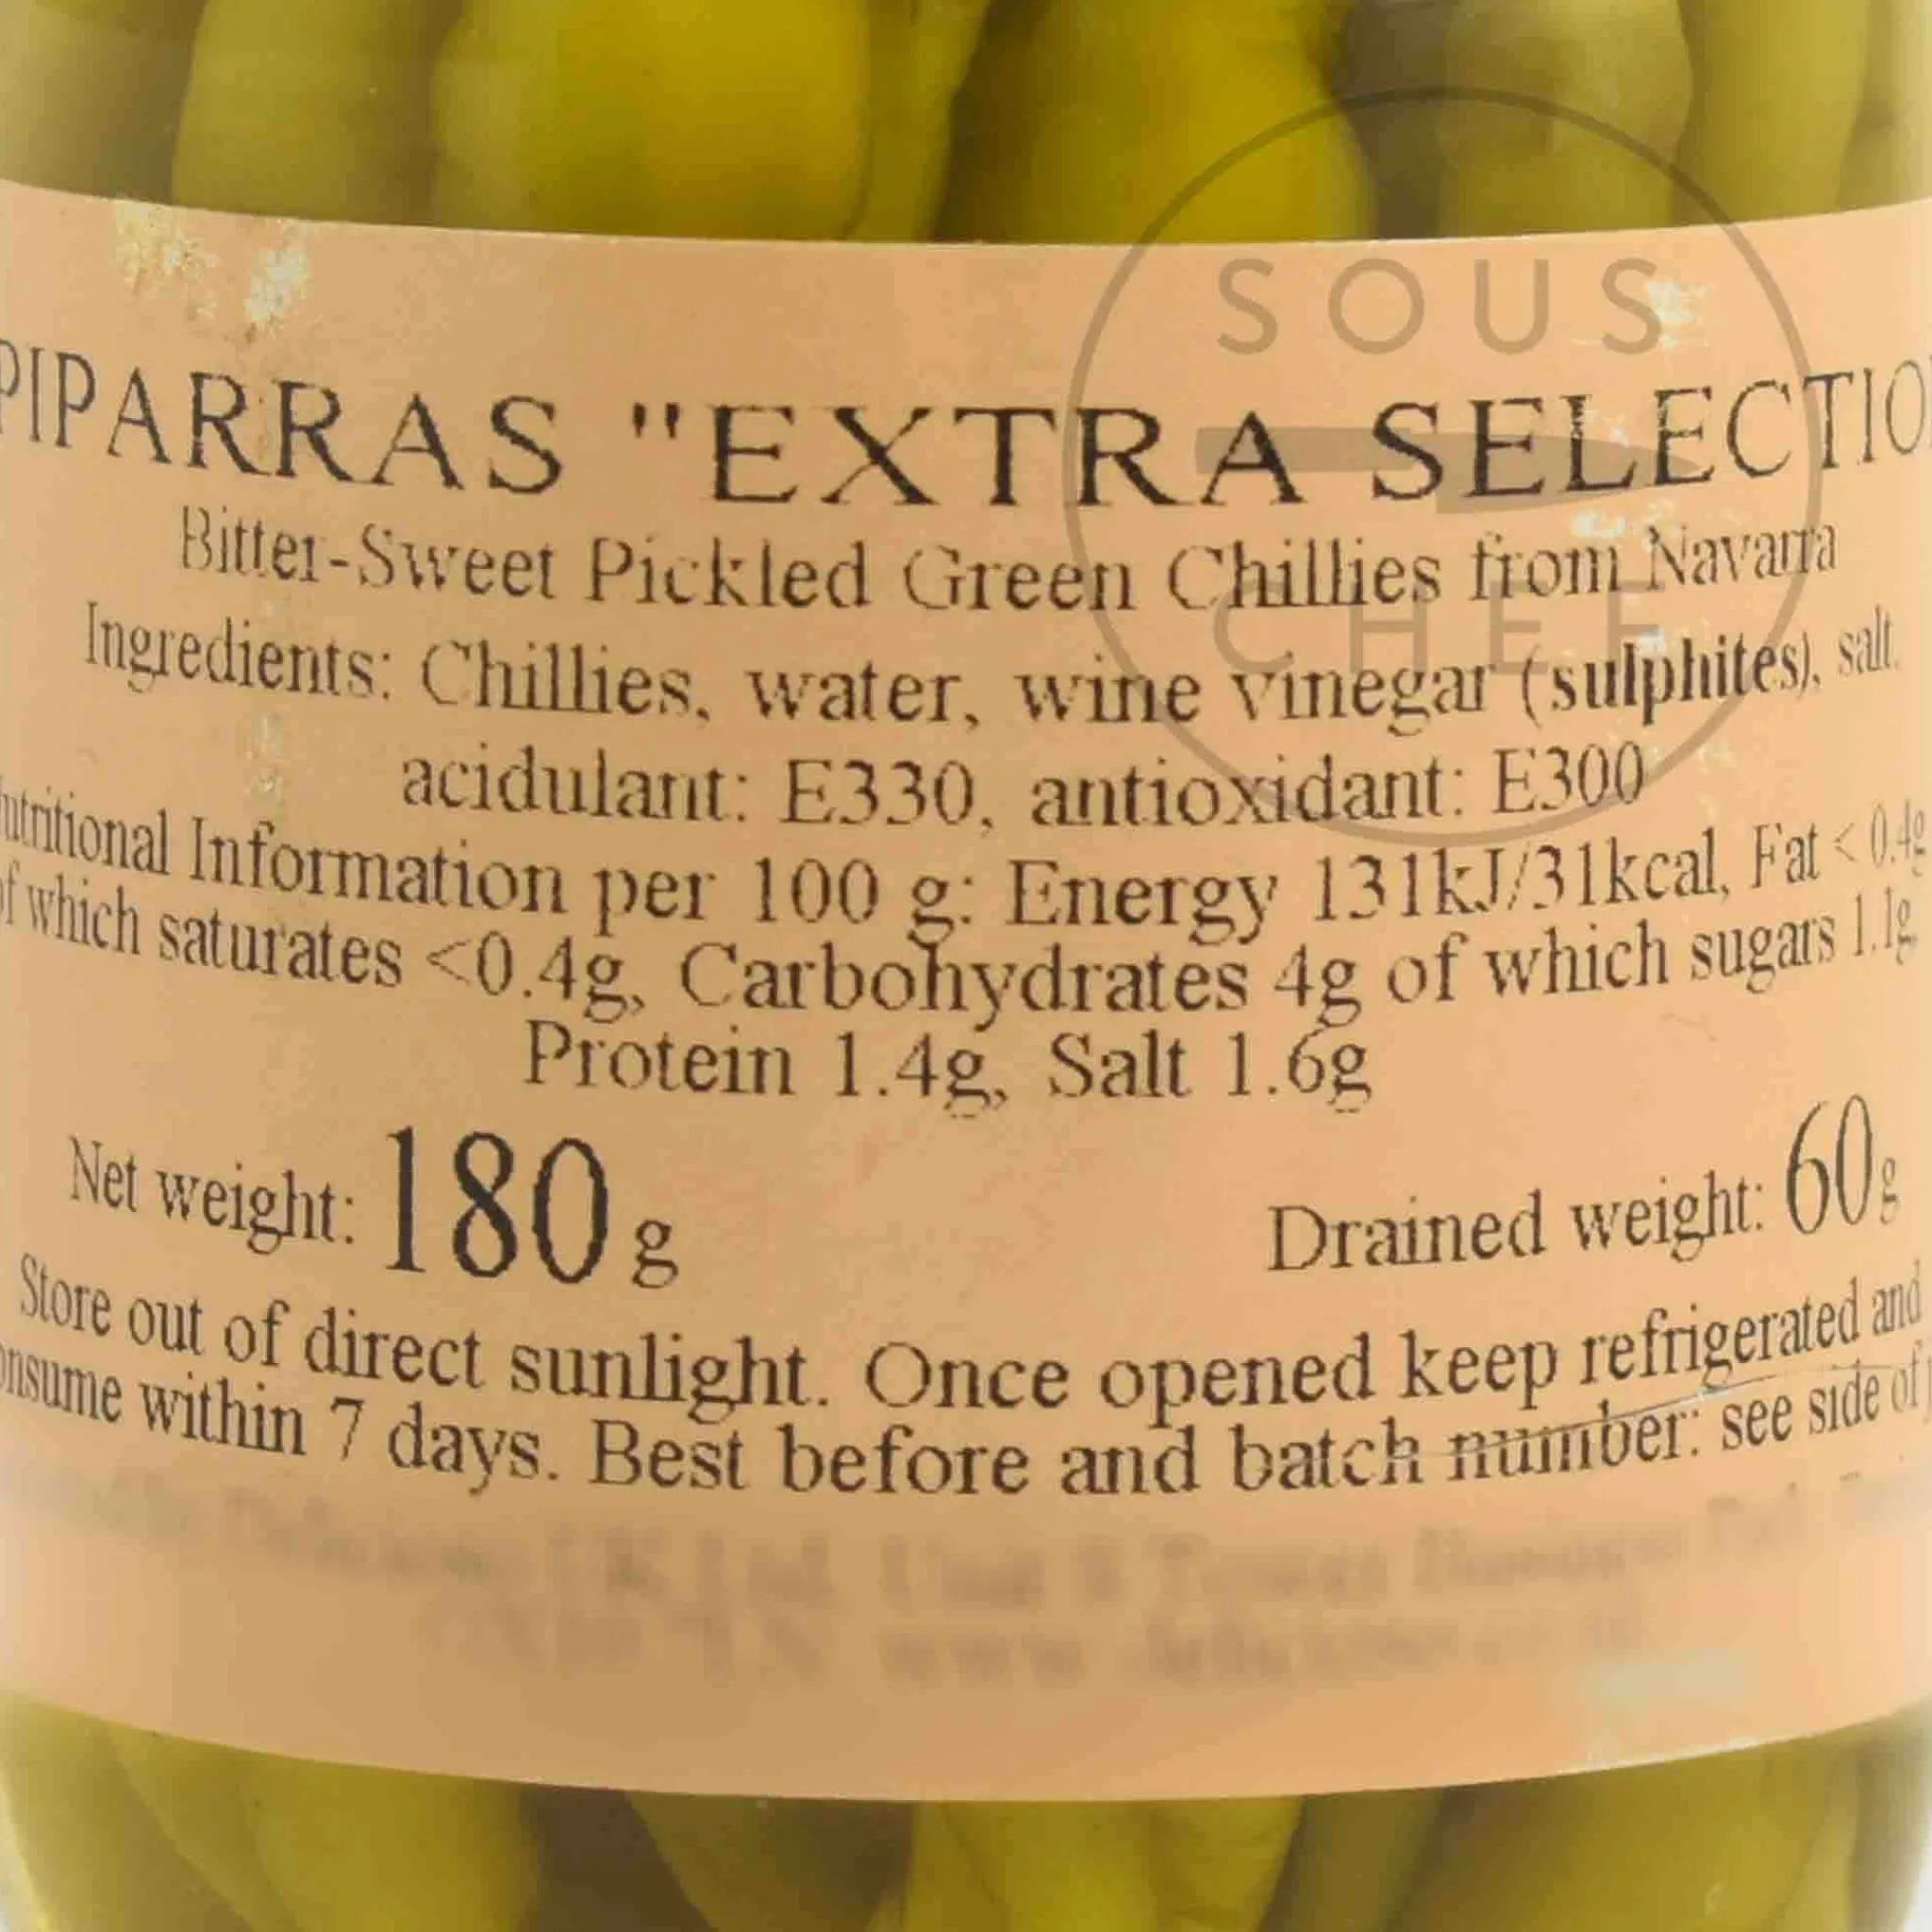 PIPARRAS "EXTRA SELECTIO
Bitter-Sweet Pickled Green Chillies from Navarra
Ingredients: Chillies, water, wine vinegar (sulphites), salt,
acidulant: E330, antioxidant: E300
utritional Information per 100 g: Energy 131kJ/31kcal, Fat < 0.4g
of which saturates <0.4g, Carbohydrates 4g of which sugars 1.1g,
Protein 1.4g, Salt 1.6g
Net weight: 180g
Drained weight: 60g
Store out of direct sunlight. Once opened keep refrigerated and
onsume within 7 days. Best before and batch number: see side of
SOUS
CHEF